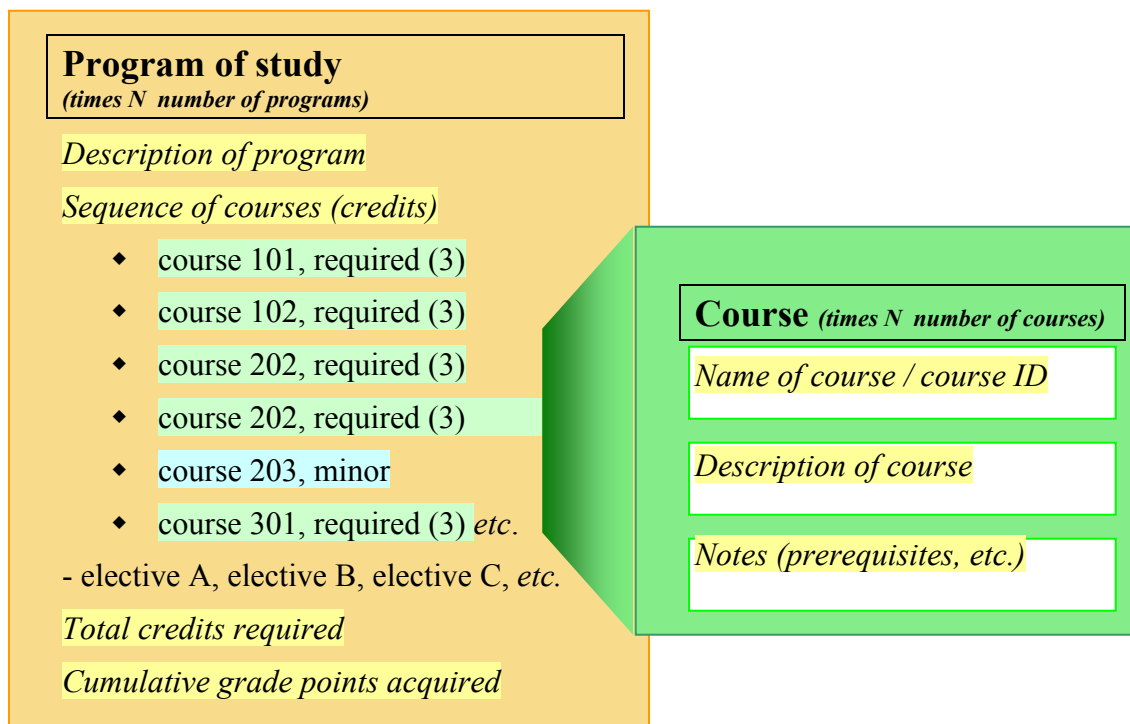 Program of study
(times N number of programs)
Description of program
Sequence of courses (credits)
course 101, required (3)
course 102, required (3)
course 202, required (3)
course 202, required (3)
course 203, minor
course 301, required (3) etc.
- elective A, elective B, elective C, etc.
Total credits required
Cumulative grade points acquired
Course (times N number of courses)
Name of course / course ID
Description of course
Notes (prerequisites, etc.)